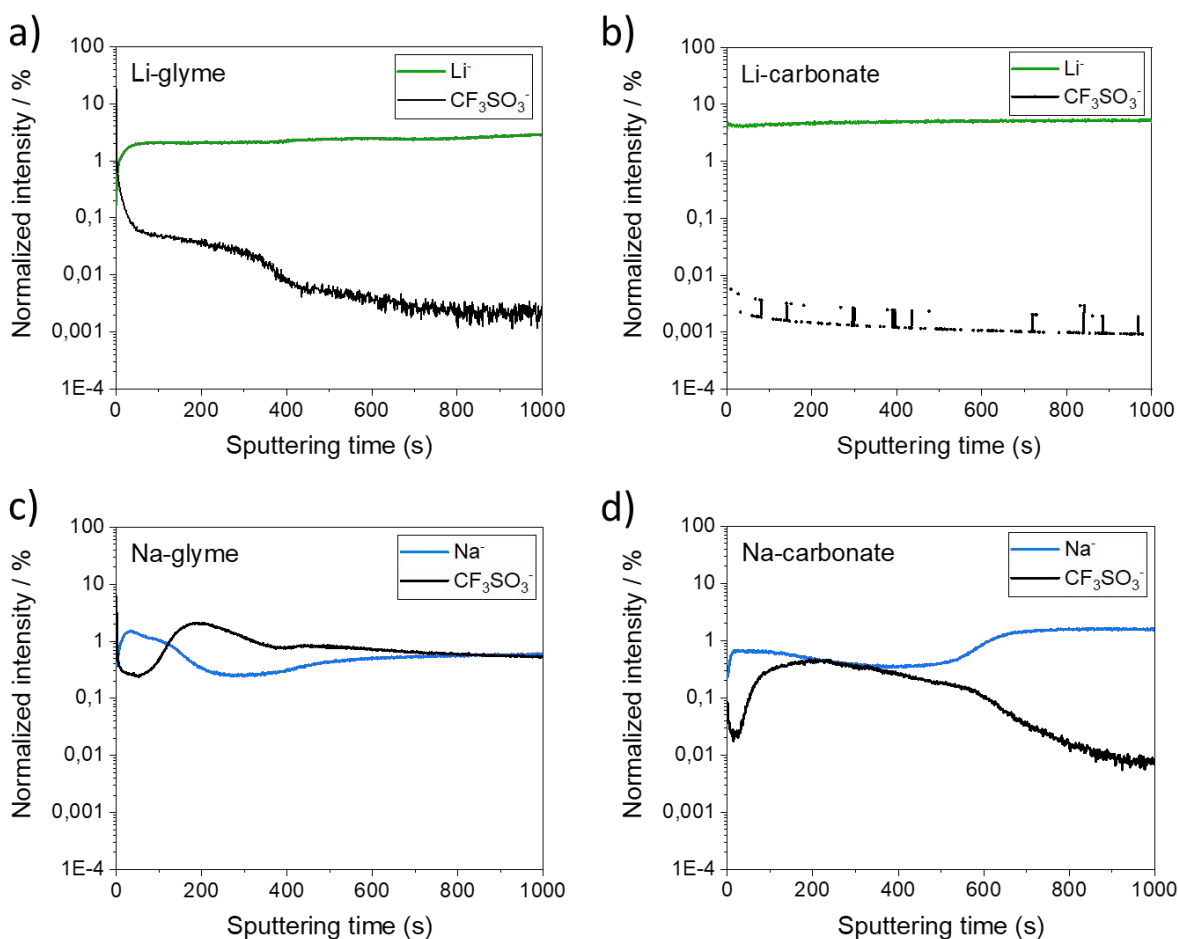 a)
Li-glyme
Li⁻
CF₃SO₃⁻
100
10
1
0,1
0,01
0,001
1E-4
Normalized intensity / %
0 200 400 600 800 1000
Sputtering time (s)
b)
Li-carbonate
Li⁻
CF₃SO₃⁻
100
10
1
0,1
0,01
0,001
1E-4
Normalized intensity / %
0 200 400 600 800 1000
Sputtering time (s)
c)
Na-glyme
Na⁻
CF₃SO₃⁻
100
10
1
0,1
0,01
0,001
1E-4
Normalized intensity / %
0 200 400 600 800 1000
Sputtering time (s)
d)
Na-carbonate
Na⁻
CF₃SO₃⁻
100
10
1
0,1
0,01
0,001
1E-4
Normalized intensity / %
0 200 400 600 800 1000
Sputtering time (s)